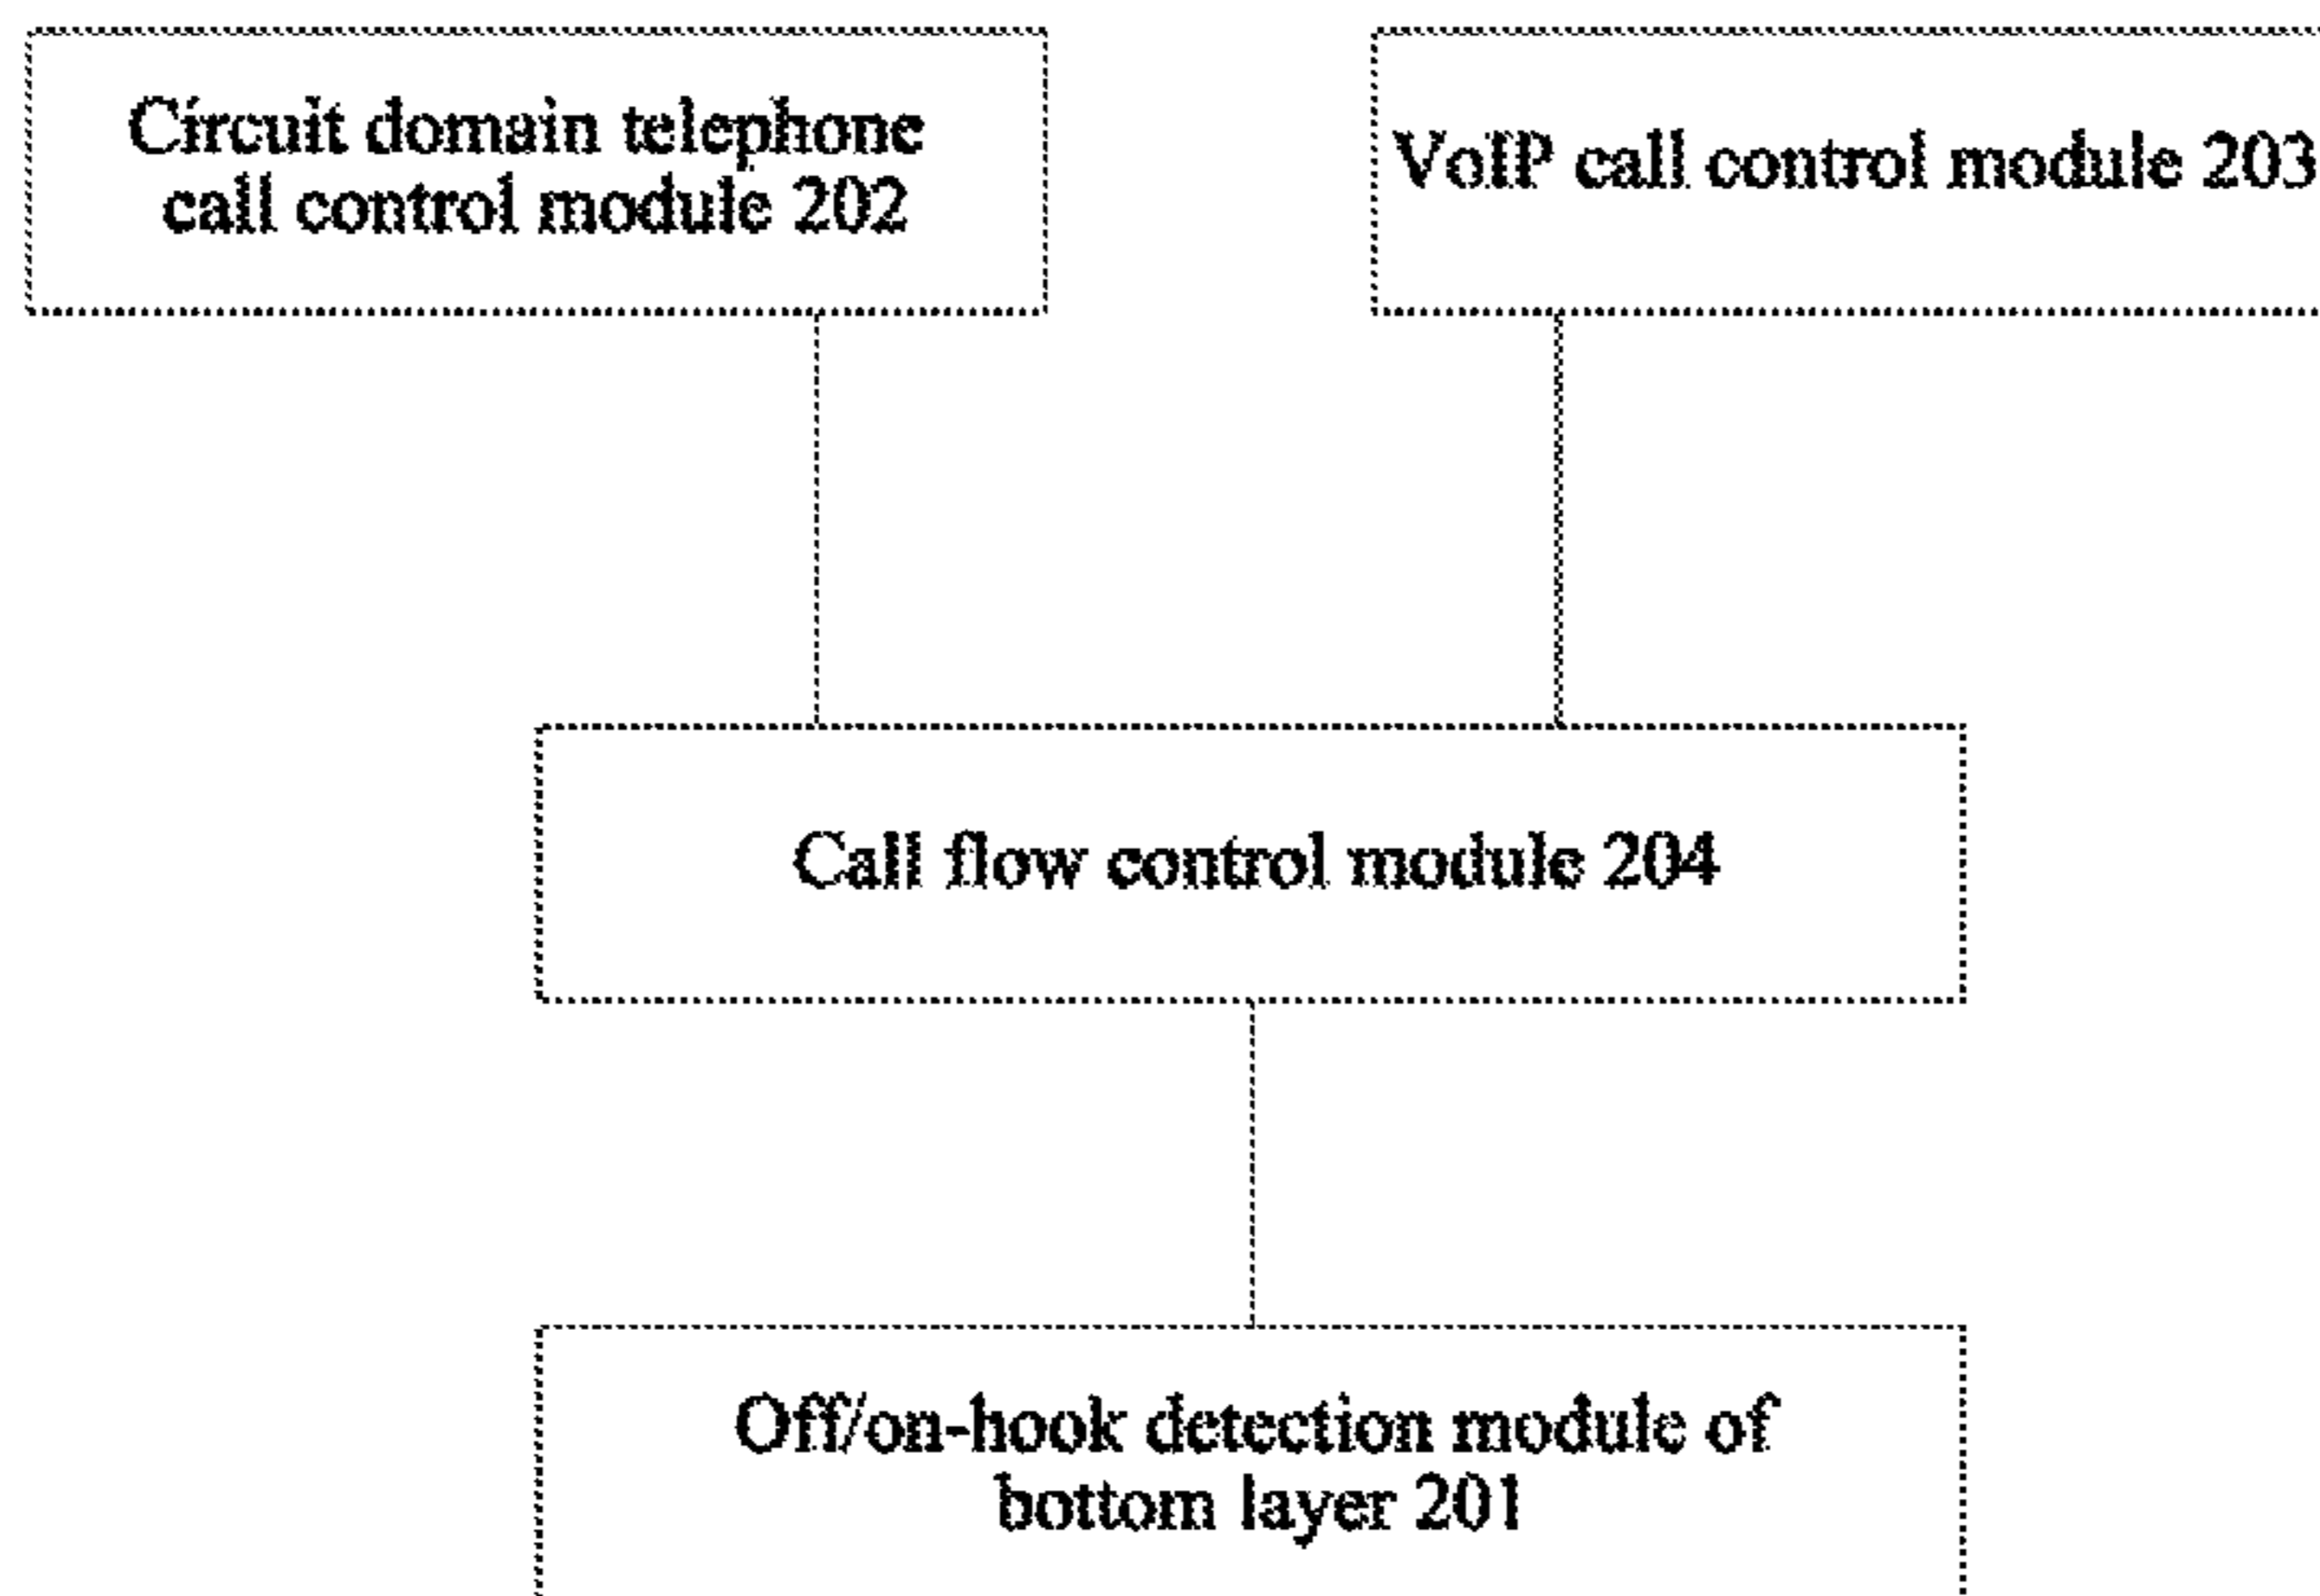 Circuit domain telephone
call control module 202
VoIP call control module 203
Call flow control module 204
Off/on-hook detection module of
bottom layer 201